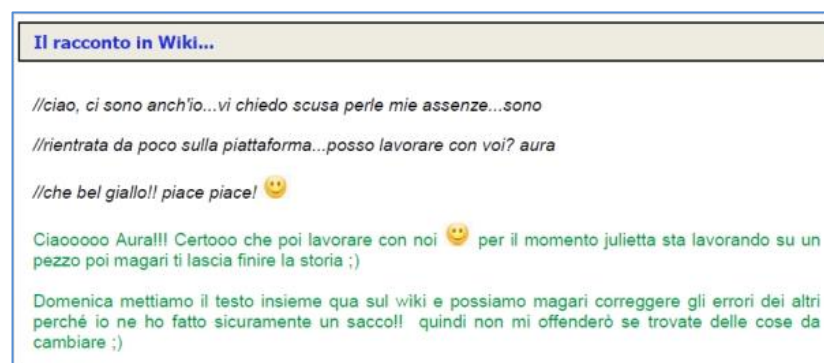 Il racconto in Wiki...
//ciao, ci sono anch'io...vi chiedo scusa perle mie assenze...sono
//rientrata da poco sulla piattaforma...posso lavorare con voi? aura
//che bel giallo!! piace piace!
Ciaooooo Aura!!! Certooo che poi lavorare con noi per il momento julietta sta lavorando su un
pezzo poi magari ti lascia finire la storia ;)
Domenica mettiamo il testo insieme qua sul wiki e possiamo magari correggere gli errori dei altri
perché io ne ho fatto sicuramente un sacco!! quindi non mi offenderò se trovate delle cose da
cambiare ;)